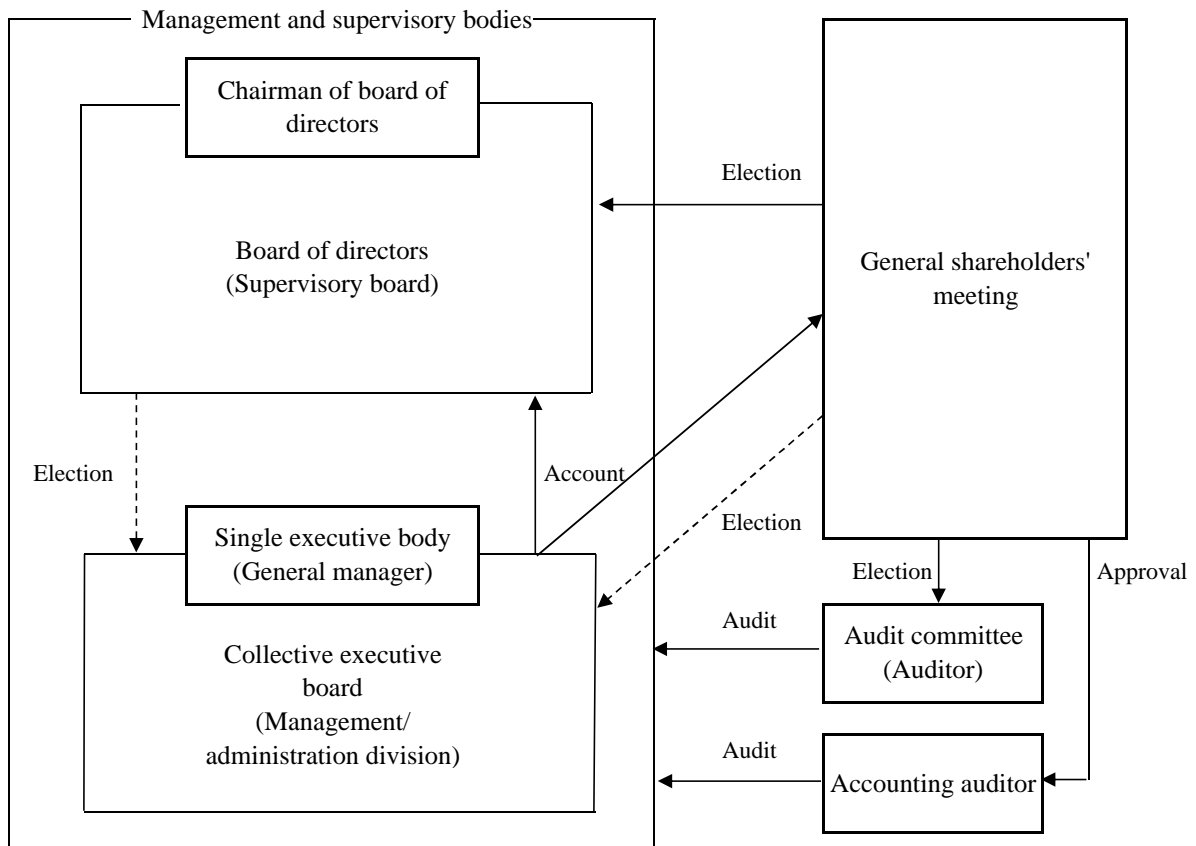 Management and supervisory bodies
Chairman of board of
directors
Board of directors
(Supervisory board)
Election
General shareholders'
meeting
Election
Account
Election
Single executive body
(General manager)
Collective executive
board
(Management/
administration division)
Election
Approval
Audit
Audit committee
(Auditor)
Audit
Accounting auditor